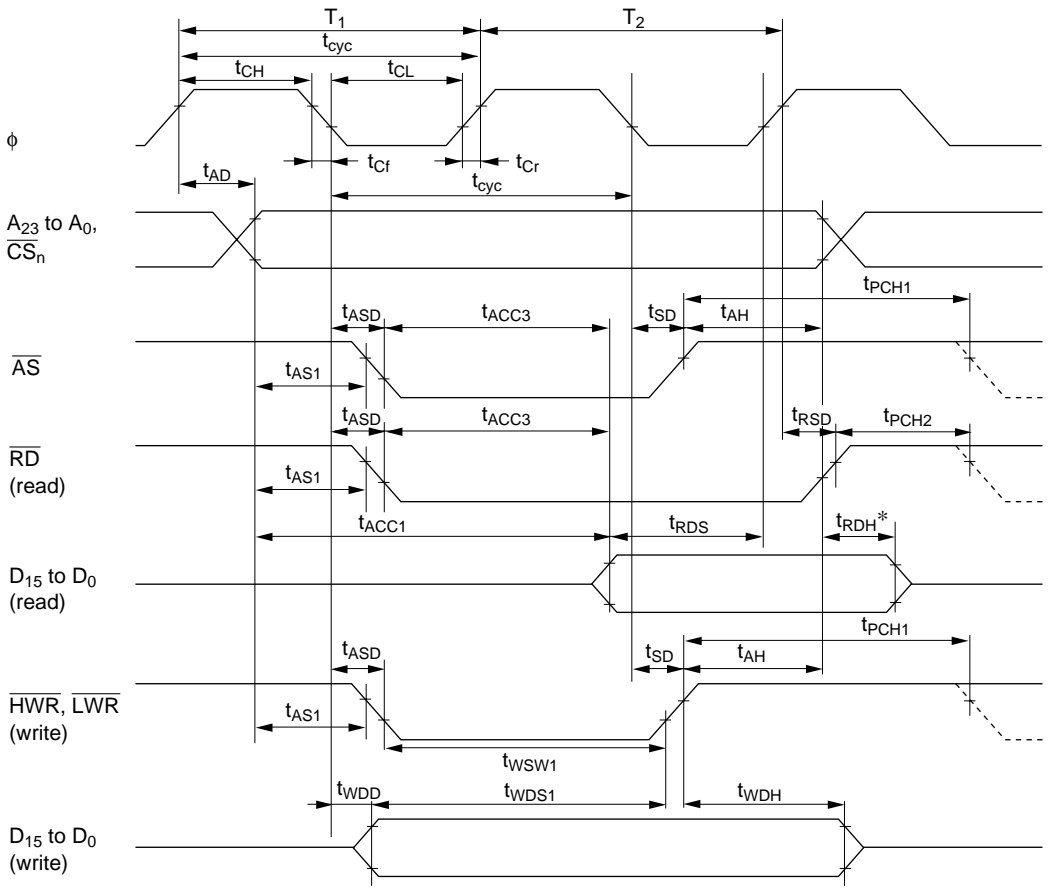 T1 T2
tcyc
tCH tCL
φ
tCf tCr
tAD
tcyc
A23 to A0,
CSn
tPCH1
tASD tACC3 tSD tAH
AS
tAS1
tASD tACC3 tRSD tPCH2
RD
(read)
tAS1
tACC1 tRDS tRDH*
D15 to D0
(read)
tPCH1
tASD tSD tAH
HWR, LWR
(write)
tAS1
tWSW1
tWDD tWDS1 tWDH
D15 to D0
(write)